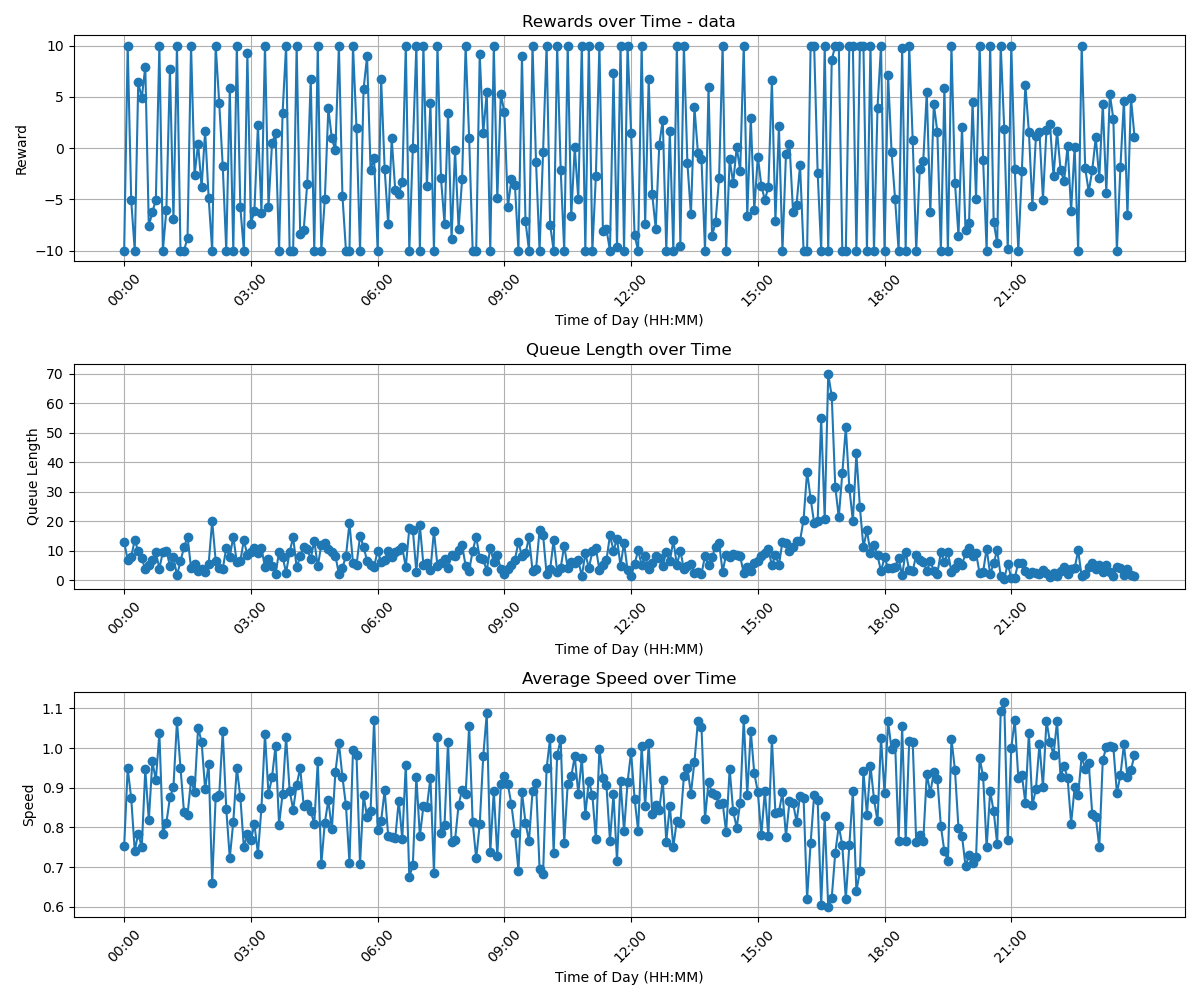 Rewards over Time - data
10
5
0
−5
−10
Reward
00:00 03:00 06:00 09:00 12:00 15:00 18:00 21:00
Time of Day (HH:MM)
Queue Length over Time
70
60
50
40
30
20
10
0
Queue Length
00:00 03:00 06:00 09:00 12:00 15:00 18:00 21:00
Time of Day (HH:MM)
Average Speed over Time
1.1
1.0
0.9
0.8
0.7
0.6
Speed
00:00 03:00 06:00 09:00 12:00 15:00 18:00 21:00
Time of Day (HH:MM)